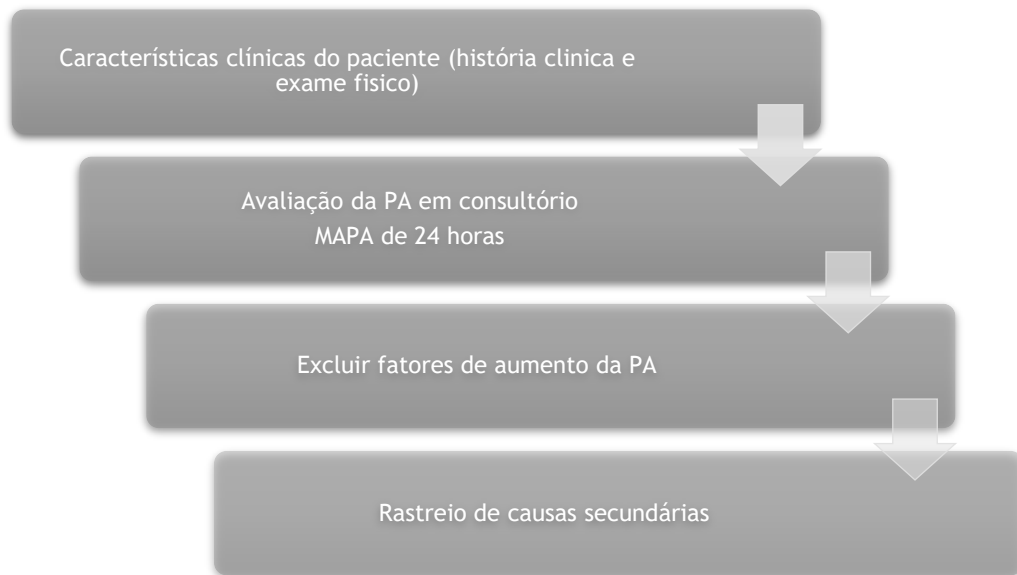 Características clínicas do paciente (história clinica e
exame fisico)
Avaliação da PA em consultório
MAPA de 24 horas
Excluir fatores de aumento da PA
Rastreio de causas secundárias